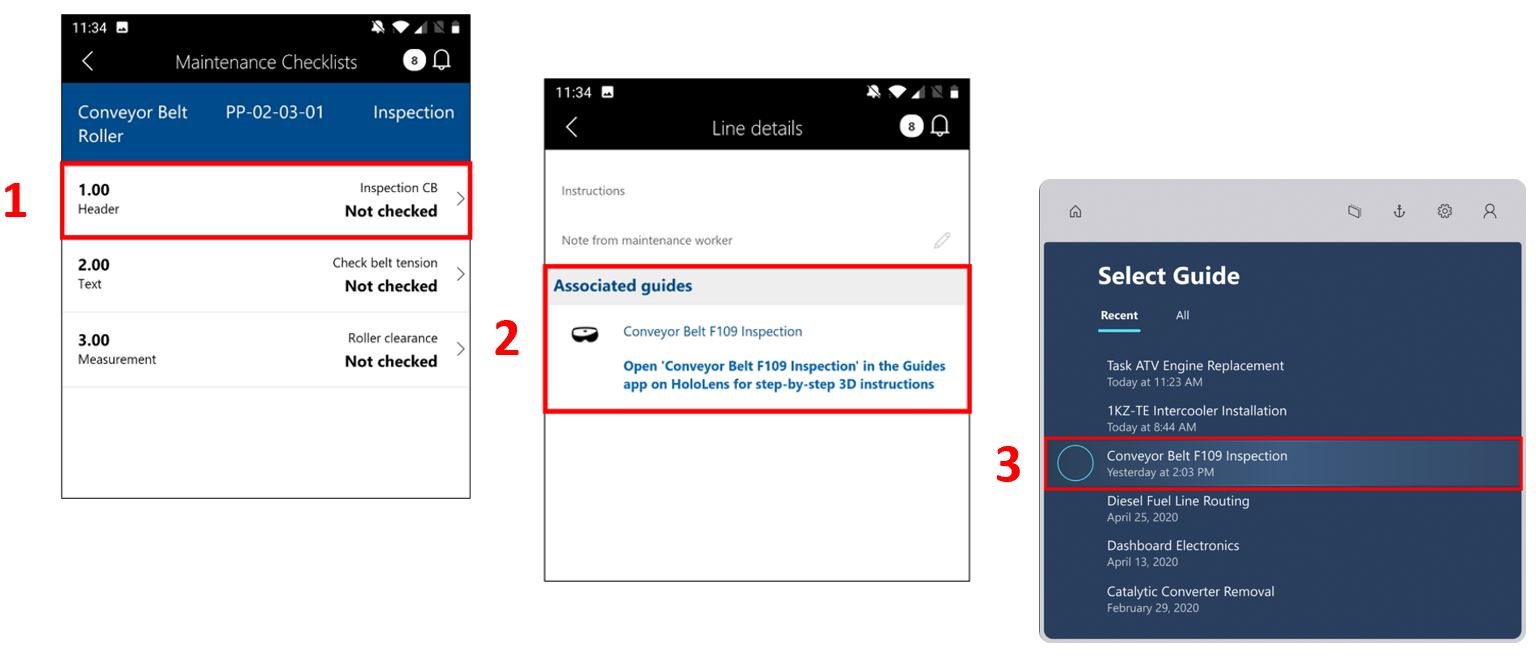 1
11:34
Maintenance Checklists 8
Conveyor Belt Roller PP-02-03-01 Inspection
1.00 Inspection CB
Header Not checked
2.00 Check belt tension
Text Not checked
3.00 Roller clearance
Measurement Not checked
2
11:34
Line details 8
Instructions
Note from maintenance worker
Associated guides
Conveyor Belt F109 Inspection
Open 'Conveyor Belt F109 Inspection' in the Guides
app on HoloLens for step-by-step 3D instructions
3
Select Guide
Recent All
Task ATV Engine Replacement
Today at 11:23 AM
1KZ-TE Intercooler Installation
Today at 8:44 AM
Conveyor Belt F109 Inspection
Yesterday at 2:03 PM
Diesel Fuel Line Routing
April 25, 2020
Dashboard Electronics
April 13, 2020
Catalytic Converter Removal
February 29, 2020